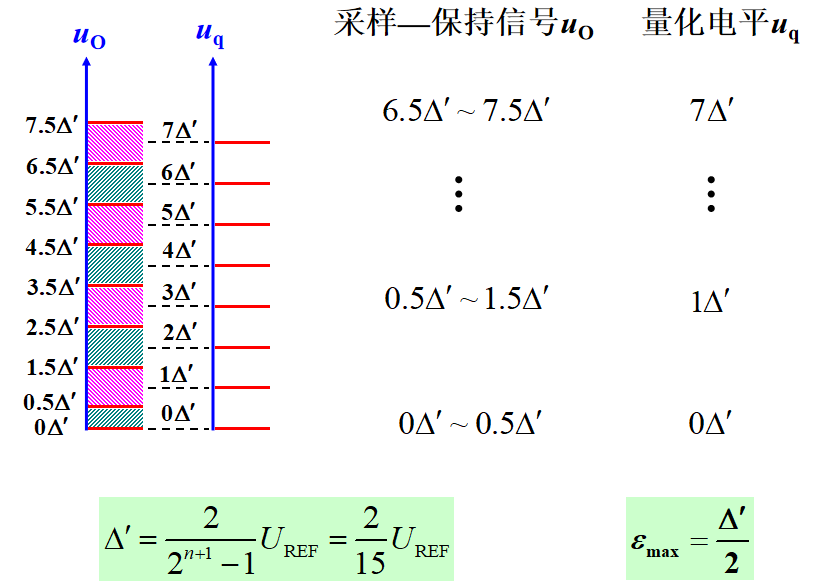 采样—保持信号uO 量化电平uq
uO uq
7.5Δ′ 7Δ′ 6.5Δ′ ~ 7.5Δ′ 7Δ′
6.5Δ′ 6Δ′
5.5Δ′ 5Δ′ ⋮ ⋮
4.5Δ′ 4Δ′
3.5Δ′ 3Δ′ 0.5Δ′ ~ 1.5Δ′ 1Δ′
2.5Δ′ 2Δ′
1.5Δ′ 1Δ′
0.5Δ′ 0Δ′ 0Δ′ ~ 0.5Δ′ 0Δ′
0Δ′
Δ′ = 2/(2^(n+1) − 1) U_REF = 2/15 U_REF ε_max = Δ′/2